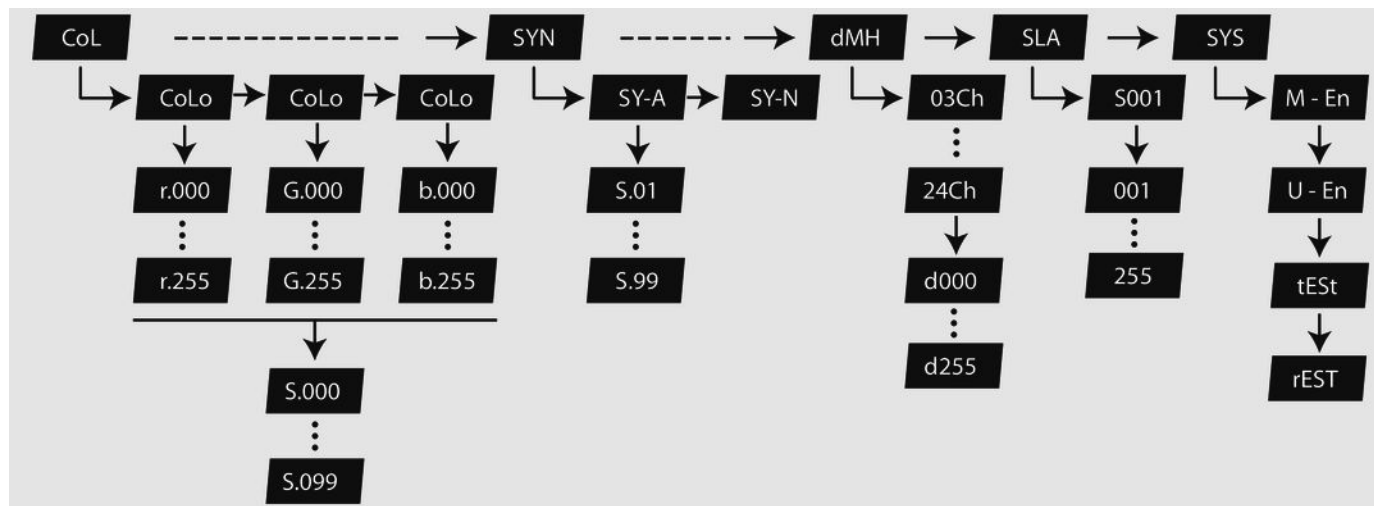 CoL SYN dMH SLA SYS
CoLo CoLo CoLo SY-A SY-N 03Ch S001 M - En
r.000 G.000 b.000 S.01 24Ch 001 U - En
r.255 G.255 b.255 S.99 d000 255 tESt
S.000 d255 rEST
S.099